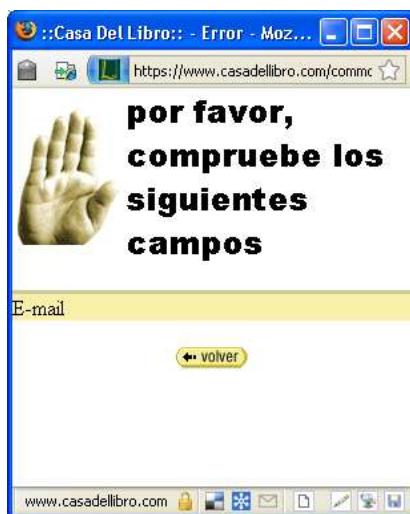 ::Casa Del Libro:: - Error - Moz...
https://www.casadellibro.com/commo
por favor,
compruebe los
siguientes
campos
E-mail
volver
www.casadellibro.com